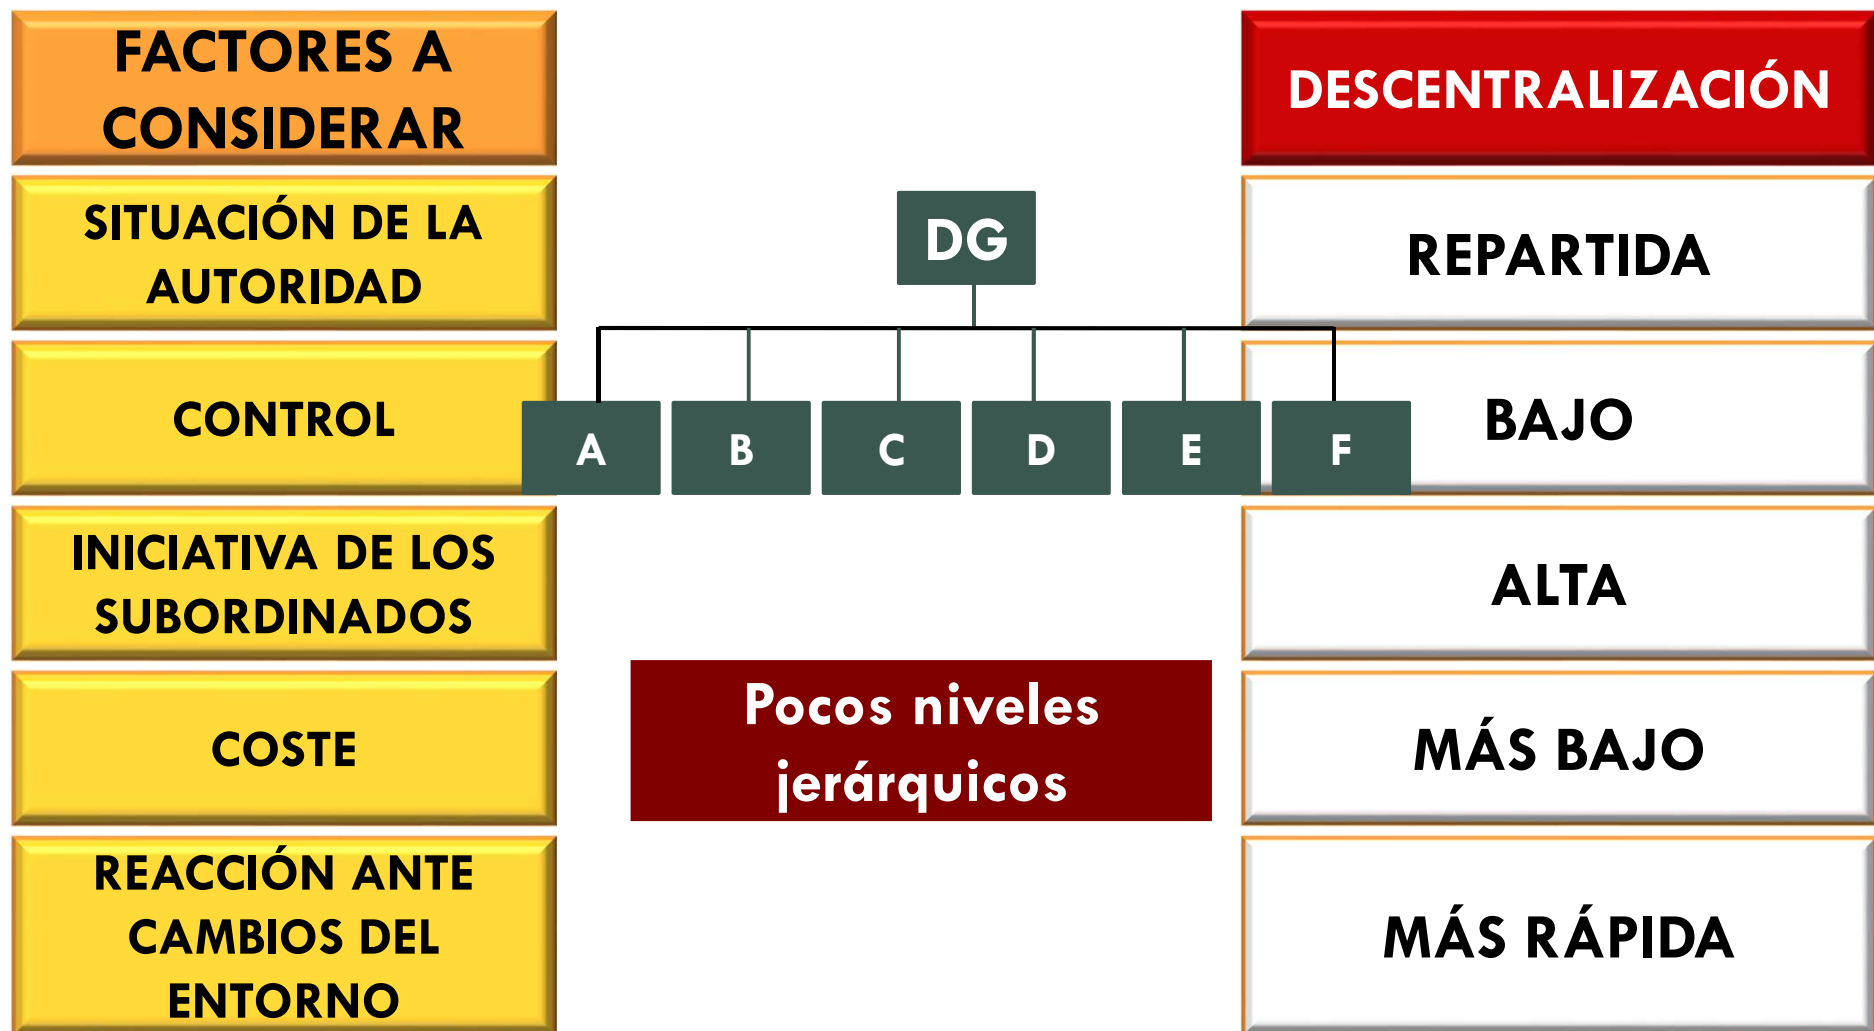 FACTORES A
CONSIDERAR
DESCENTRALIZACIÓN
SITUACIÓN DE LA
AUTORIDAD
DG
REPARTIDA
CONTROL
A B C D E F
BAJO
INICIATIVA DE LOS
SUBORDINADOS
ALTA
COSTE
Pocos niveles
jerárquicos
MÁS BAJO
REACCIÓN ANTE
CAMBIOS DEL
ENTORNO
MÁS RÁPIDA